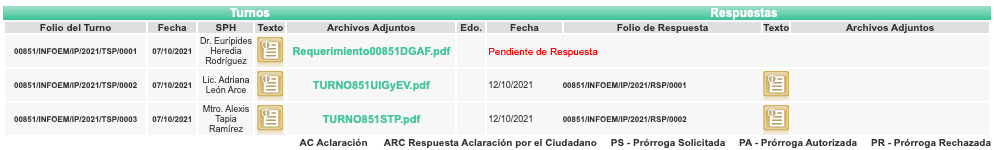 Turnos Respuestas
Folio del Turno Fecha SPH Texto Archivos Adjuntos Edo. Fecha Folio de Respuesta Texto Archivos Adjuntos
00851/INFOEM/IP/2021/TSP/0001 07/10/2021 Dr. Eurípides
Heredia
Rodríguez Requerimiento00851DGAF.pdf Pendiente de Respuesta
00851/INFOEM/IP/2021/TSP/0002 07/10/2021 Lic. Adriana
León Arce TURNO851UIGyEV.pdf 12/10/2021 00851/INFOEM/IP/2021/RSP/0001
00851/INFOEM/IP/2021/TSP/0003 07/10/2021 Mtro. Alexis
Tapia
Ramírez TURNO851STP.pdf 12/10/2021 00851/INFOEM/IP/2021/RSP/0002
AC Aclaración ARC Respuesta Aclaración por el Ciudadano PS - Prórroga Solicitada PA - Prórroga Autorizada PR - Prórroga Rechazada